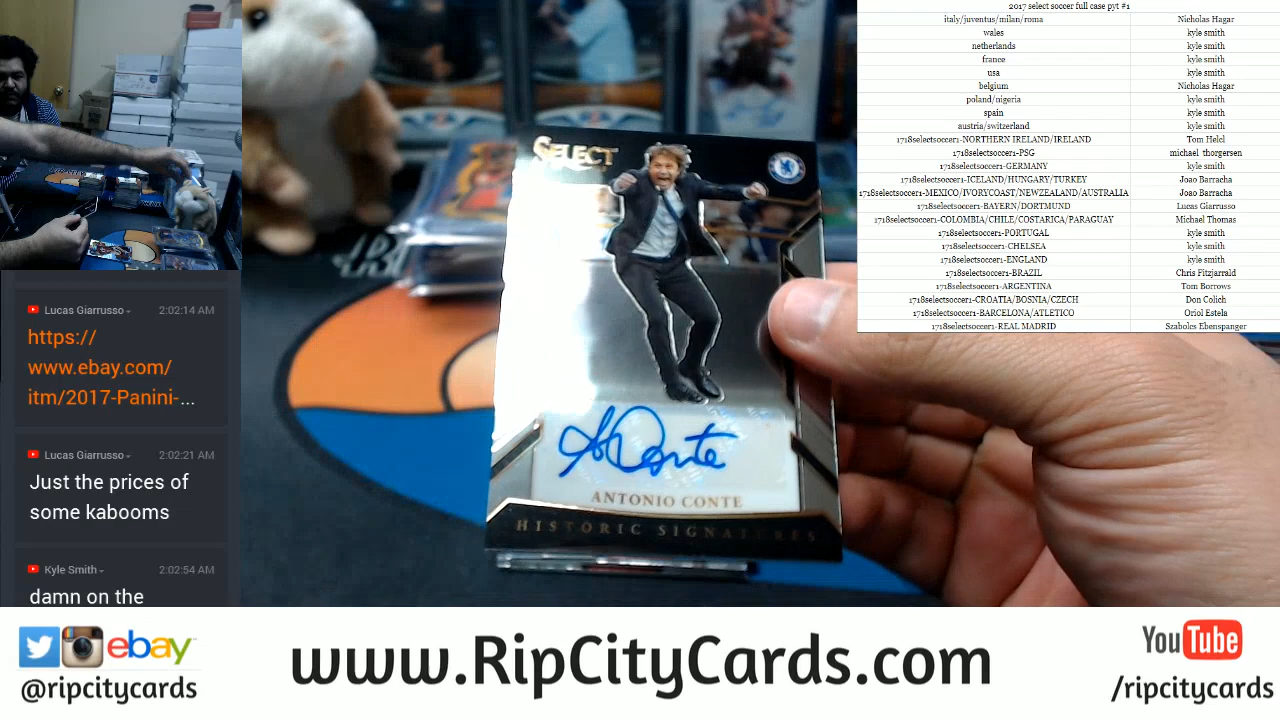 Lucas Giarrusso 2:02:14 AM
https://
www.ebay.com/
itm/2017-Panini-...
Lucas Giarrusso 2:02:21 AM
Just the prices of
some kabooms
Kyle Smith 2:02:54 AM
damn on the
SELECT
A Conte
ANTONIO CONTE
HISTORIC SIGNATURES
2017 select soccer full case pyt #1
italy/juventus/milan/roma Nicholas Hagar
wales kyle smith
netherlands kyle smith
france kyle smith
usa kyle smith
belgium Nicholas Hagar
poland/nigeria kyle smith
spain kyle smith
austria/switzerland kyle smith
1718selectsoccer1-NORTHERN IRELAND/IRELAND Tom Helcl
1718selectsoccer1-PSG michael thorgersen
1718selectsoccer1-GERMANY kyle smith
1718selectsoccer1-ICELAND/HUNGARY/TURKEY Joao Barracha
1718selectsoccer1-MEXICO/IVORYCOAST/NEWZEALAND/AUSTRALIA Joao Barracha
1718selectsoccer1-BAYERN/DORTMUND Lucas Giarusso
1718selectsoccer1-COLOMBIA/CHILE/COSTARICA/PARAGUAY Michael Thomas
1718selectsoccer1-PORTUGAL kyle smith
1718selectsoccer1-CHELSEA kyle smith
1718selectsoccer1-ENGLAND kyle smith
1718selectsoccer1-BRAZIL Chris Fitzjarrald
1718selectsoccer1-ARGENTINA Tom Borrows
1718selectsoccer1-CROATIA/BOSNIA/CZECH Don Colich
1718selectsoccer1-BARCELONA/ATLETICO Oriol Estela
1718selectsoccer1-REAL MADRID Szabolcs Ebenspanger
ebay
@ripcitycards
www.RipCityCards.com
YouTube
/ripcitycards